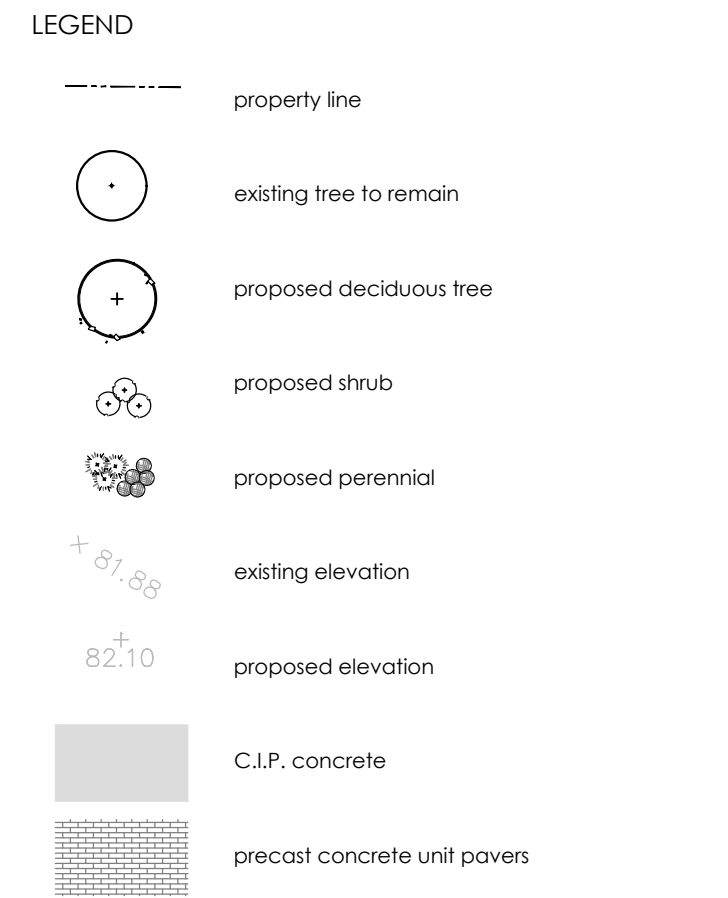 LEGEND
property line
existing tree to remain
proposed deciduous tree
proposed shrub
proposed perennial
+ 81.88
existing elevation
+
82.10
proposed elevation
C.I.P. concrete
precast concrete unit pavers